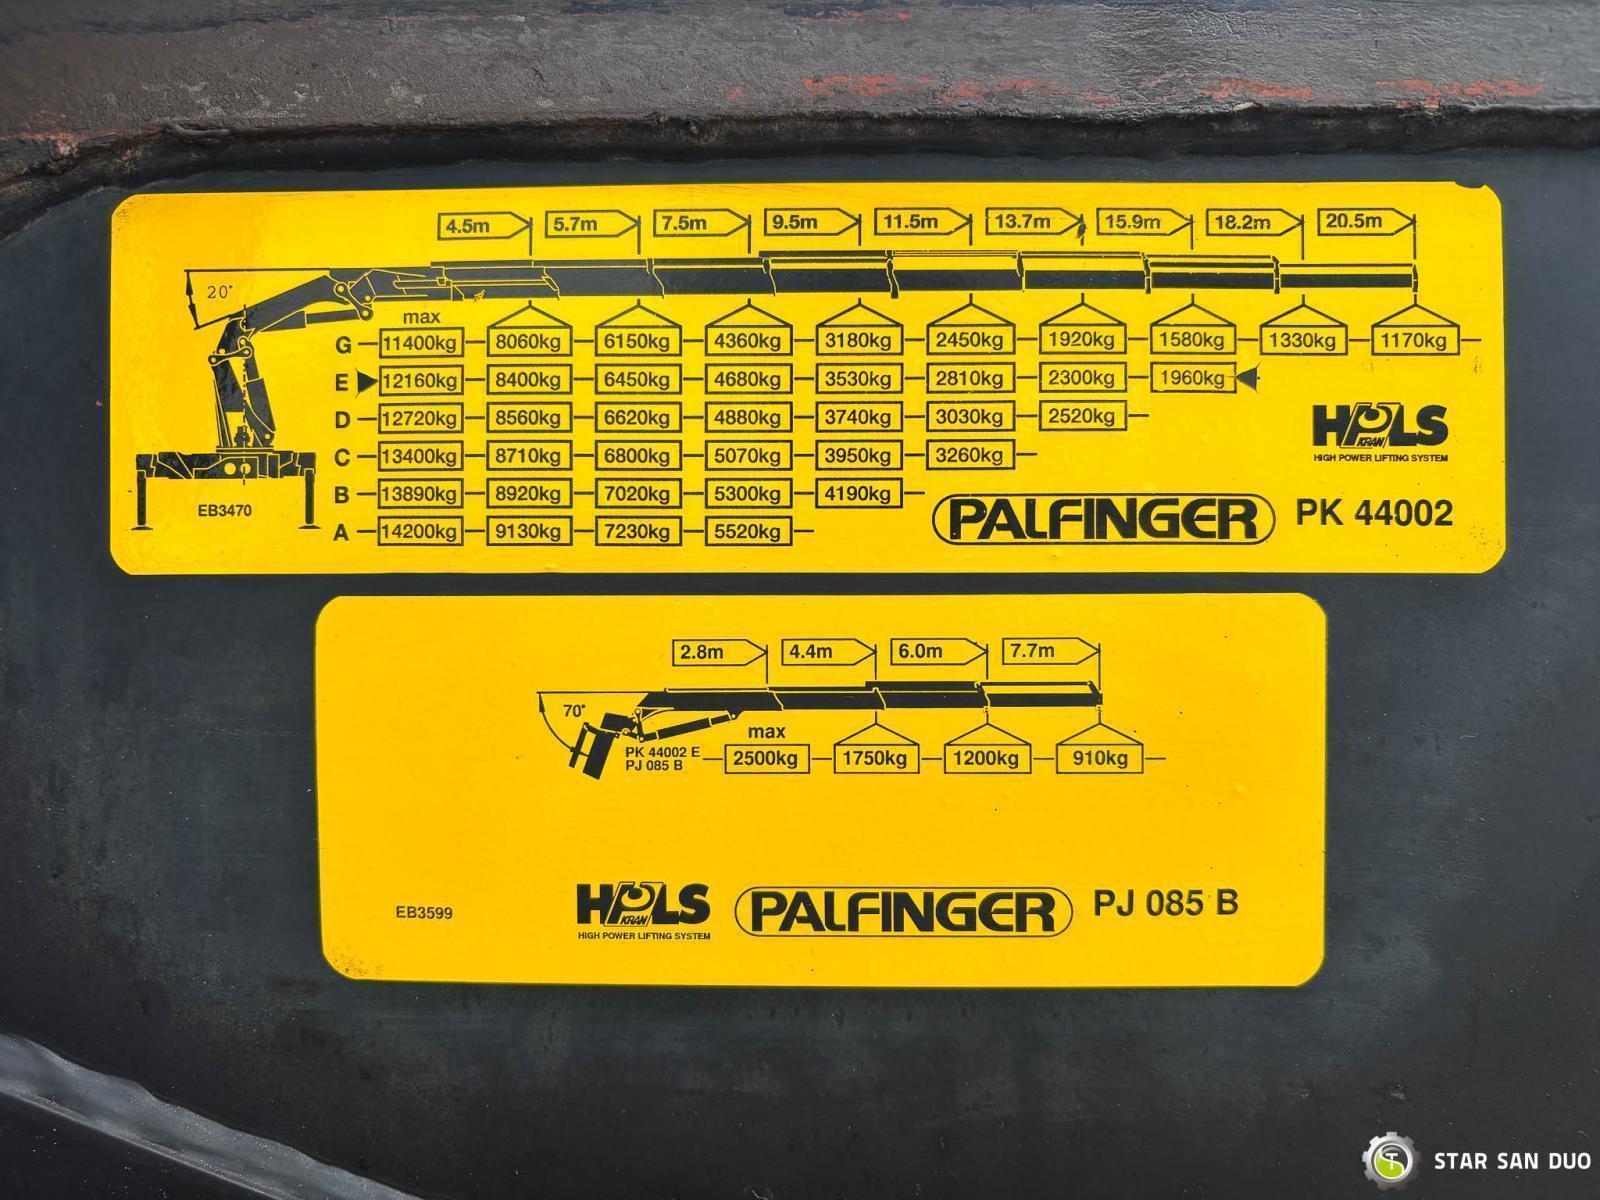 4.5m 5.7m 7.5m 9.5m 11.5m 13.7m 15.9m 18.2m 20.5m
20°
max
G 11400kg 8060kg 6150kg 4360kg 3180kg 2450kg 1920kg 1580kg 1330kg 1170kg
E 12160kg 8400kg 6450kg 4680kg 3530kg 2810kg 2300kg 1960kg
D 12720kg 8560kg 6620kg 4880kg 3740kg 3030kg 2520kg
C 13400kg 8710kg 6800kg 5070kg 3950kg 3260kg
B 13890kg 8920kg 7020kg 5300kg 4190kg
A 14200kg 9130kg 7230kg 5520kg
EB3470
HPLS
KRAN
HIGH POWER LIFTING SYSTEM
PALFINGER PK 44002
2.8m 4.4m 6.0m 7.7m
70°
max
PK 44002 E
PJ 085 B
2500kg 1750kg 1200kg 910kg
EB3599
HPLS
KRAN
HIGH POWER LIFTING SYSTEM
PALFINGER PJ 085 B
STAR SAN DUO